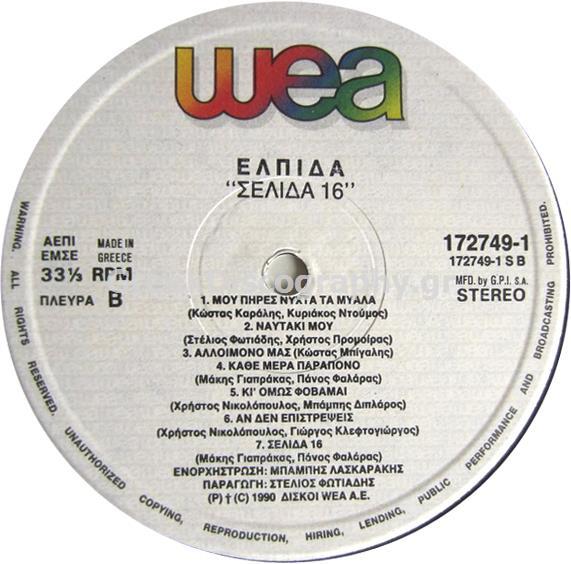 wea
ΕΛΠΙΔΑ
"ΣΕΛΙΔΑ 16"
ΑΕΠΙ
ΕΜΣΕ
MADE IN
GREECE
33⅓ RPM
ΠΛΕΥΡΑ B
172749-1
172749-1 S B
MFD. by G.P.I. S.A.
STEREO
1. ΜΟΥ ΠΗΡΕΣ ΝΥΧΤΑ ΤΑ ΜΥΑΛΑ
(Κώστας Καράλης, Κυριάκος Ντούμος)
2. ΝΑΥΤΑΚΙ ΜΟΥ
(Στέλιος Φωτιάδης, Χρήστος Προμοίρας)
3. ΑΛΛΟΙΜΟΝΟ ΜΑΣ (Κώστας Μπίγαλης)
4. ΚΑΘΕ ΜΕΡΑ ΠΑΡΑΠΟΝΟ
(Μάκης Γιαπράκας, Πάνος Φαλάρας)
5. ΚΙ' ΟΜΩΣ ΦΟΒΑΜΑΙ
(Χρήστος Νικολόπουλος, Μπάμπης Διπλάρος)
6. ΑΝ ΔΕΝ ΕΠΙΣΤΡΕΨΕΙΣ
(Χρήστος Νικολόπουλος, Γιώργος Κλεφτογιώργος)
7. ΣΕΛΙΔΑ 16
(Μάκης Γιαπράκας, Πάνος Φαλάρας)
ΕΝΟΡΧΗΣΤΡΩΣΗ: ΜΠΑΜΠΗΣ ΛΑΣΚΑΡΑΚΗΣ
ΠΑΡΑΓΩΓΗ: ΣΤΕΛΙΟΣ ΦΩΤΙΑΔΗΣ
(P) † (C) 1990 ΔΙΣΚΟΙ WEA A.E.
WARNING. ALL RIGHTS RESERVED. UNAUTHORIZED COPYING, REPRODUCTION, HIRING, LENDING, PUBLIC PERFORMANCE AND BROADCASTING PROHIBITED.